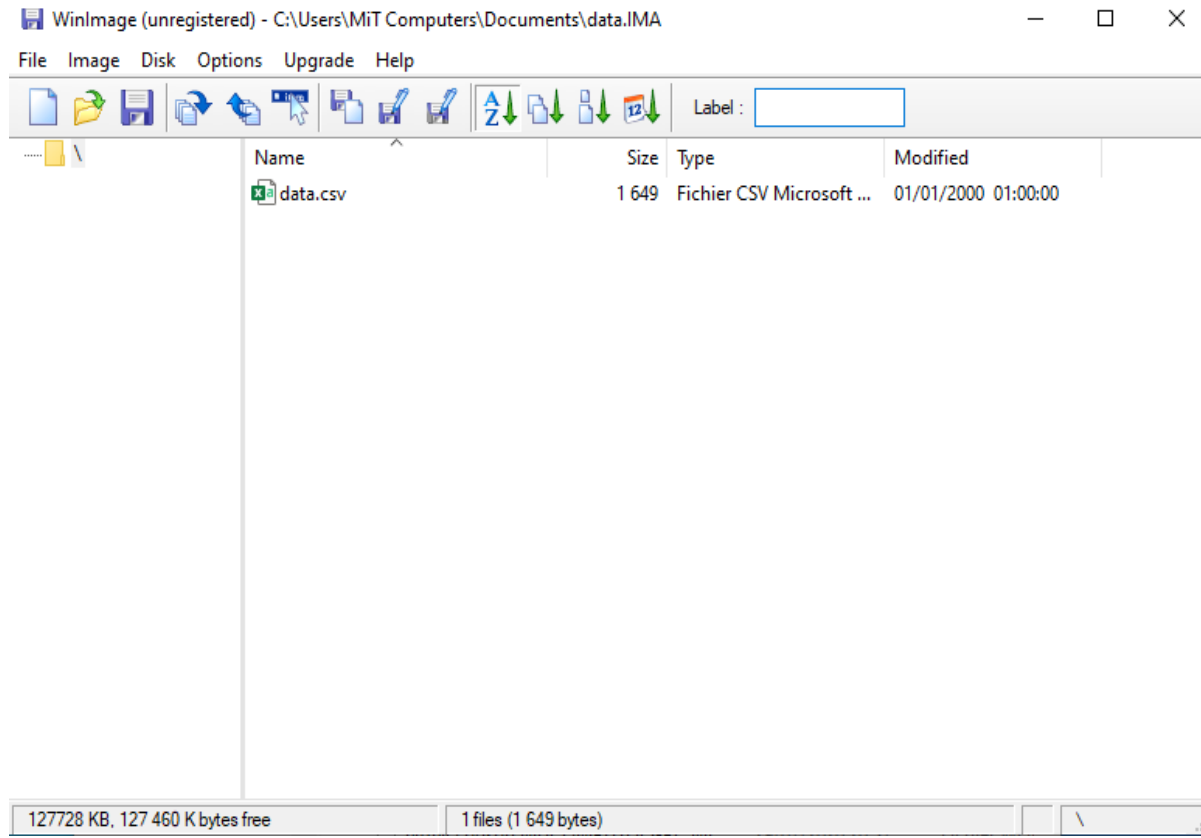 WinImage (unregistered) - C:\Users\MiT Computers\Documents\data.IMA
File Image Disk Options Upgrade Help
A Z 12 Label :
\ Name Size Type Modified
data.csv 1 649 Fichier CSV Microsoft ... 01/01/2000 01:00:00
127728 KB, 127 460 K bytes free 1 files (1 649 bytes) \